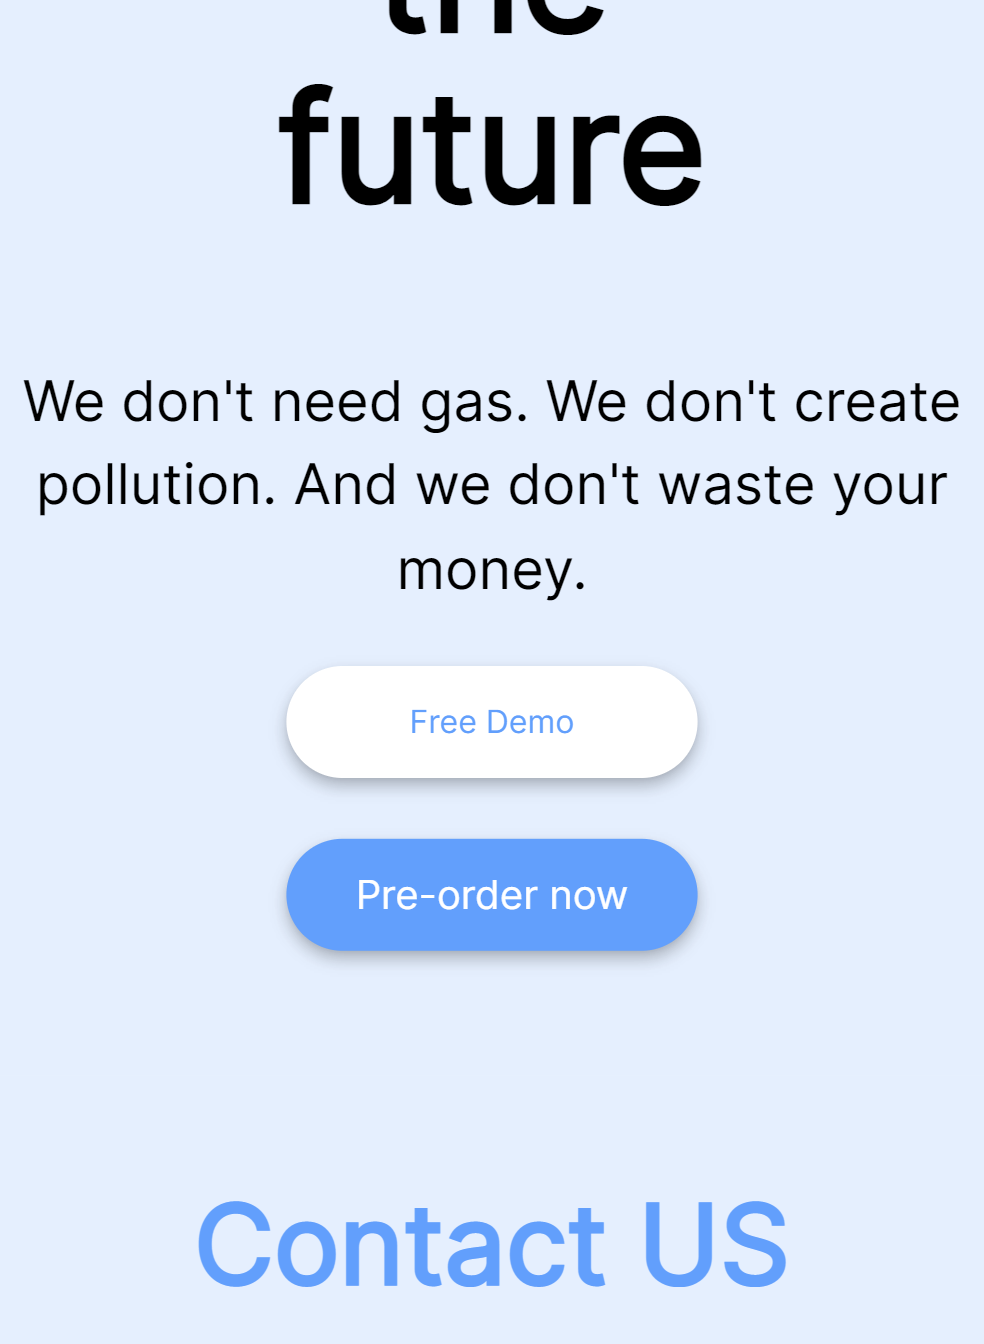 the
future
We don't need gas. We don't create
pollution. And we don't waste your
money.
Free Demo
Pre-order now
Contact US